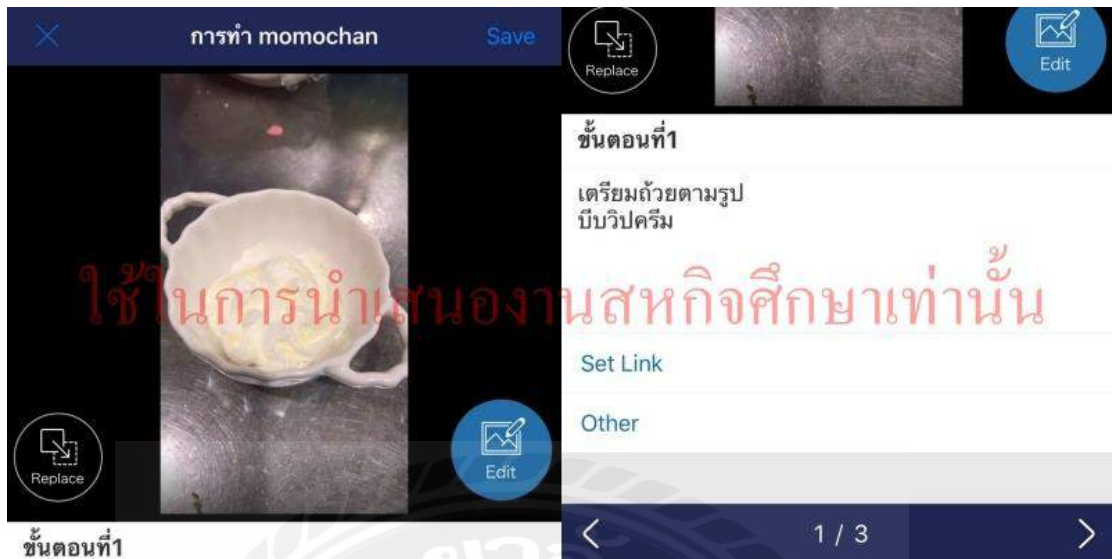 การทำ momochan
Save
Replace
Edit
ขั้นตอนที่1
Replace
Edit
ขั้นตอนที่1
เตรียมถ้วยตามรูป
บีบวิปครีม
ใช้ในการนำเสนองานสหกิจศึกษาเท่านั้น
Set Link
Other
1 / 3